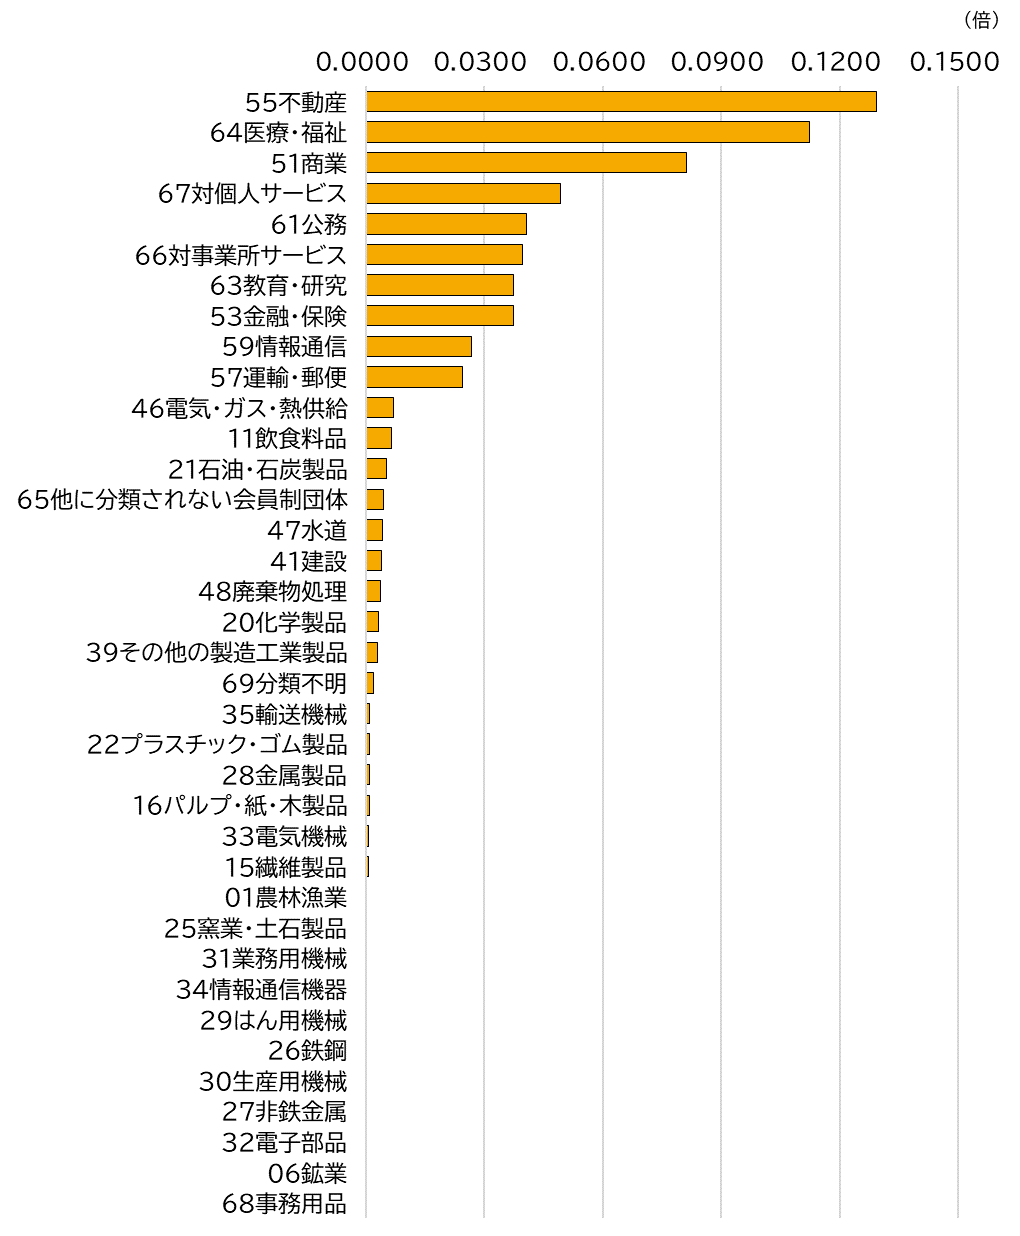 （倍）
0.0000 0.0300 0.0600 0.0900 0.1200 0.1500
55不動産
64医療・福祉
51商業
67対個人サービス
61公務
66対事業所サービス
63教育・研究
53金融・保険
59情報通信
57運輸・郵便
46電気・ガス・熱供給
11飲食料品
21石油・石炭製品
65他に分類されない会員制団体
47水道
41建設
48廃棄物処理
20化学製品
39その他の製造工業製品
69分類不明
35輸送機械
22プラスチック・ゴム製品
28金属製品
16パルプ・紙・木製品
33電気機械
15繊維製品
01農林漁業
25窯業・土石製品
31業務用機械
34情報通信機器
29はん用機械
26鉄鋼
30生産用機械
27非鉄金属
32電子部品
06鉱業
68事務用品